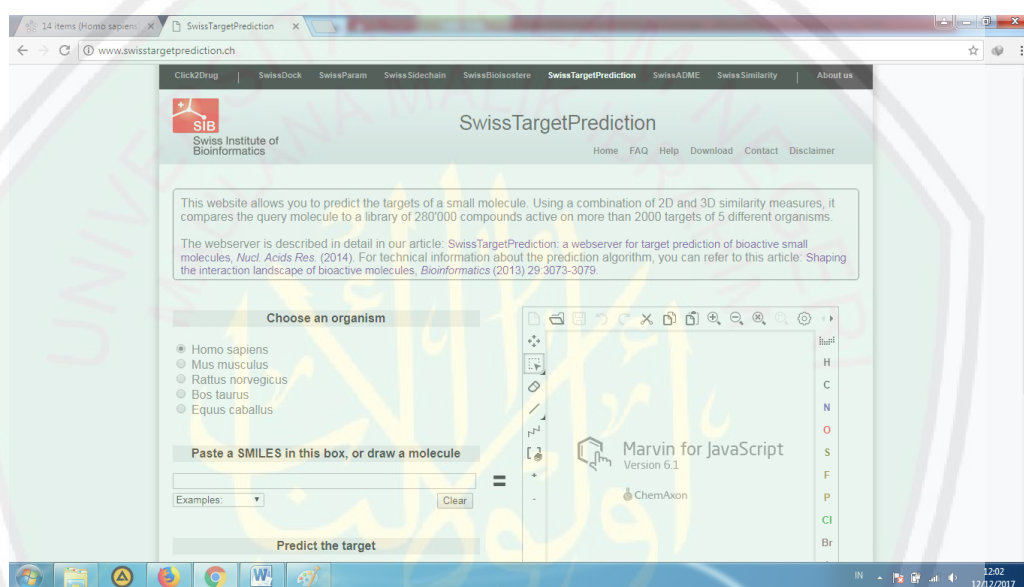 14 items (Homo sapiens)
SwissTargetPrediction
www.swisstargetprediction.ch
Click2Drug | SwissDock SwissParam SwissSidechain SwissBioisostere SwissTargetPrediction SwissADME SwissSimilarity | About us
SIB
Swiss Institute of
Bioinformatics
SwissTargetPrediction
Home FAQ Help Download Contact Disclaimer
This website allows you to predict the targets of a small molecule. Using a combination of 2D and 3D similarity measures, it
compares the query molecule to a library of 280'000 compounds active on more than 2000 targets of 5 different organisms.
The webserver is described in detail in our article: SwissTargetPrediction: a webserver for target prediction of bioactive small
molecules, Nucl. Acids Res. (2014). For technical information about the prediction algorithm, you can refer to this article: Shaping
the interaction landscape of bioactive molecules, Bioinformatics (2013) 29:3073-3079.
Choose an organism
Homo sapiens
Mus musculus
Rattus norvegicus
Bos taurus
Equus caballus
Paste a SMILES in this box, or draw a molecule
=
Examples:
Clear
Predict the target
Marvin for JavaScript
Version 6.1
ChemAxon
H
C
N
O
S
F
P
Cl
Br
IN
12:02
12/12/2017